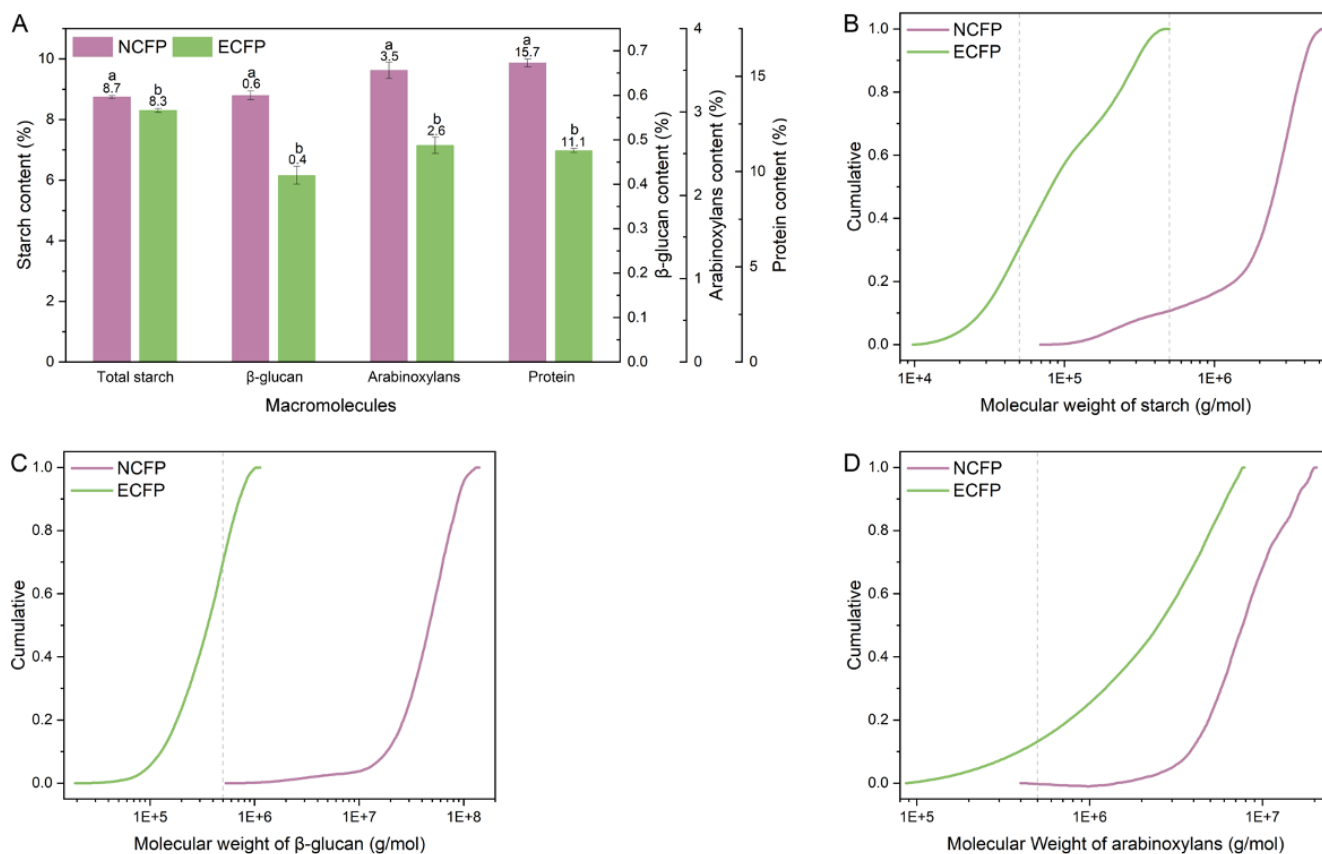 A
NCFP
ECFP
a
8.7
b
8.3
a
0.6
b
0.4
a
3.5
b
2.6
a
15.7
b
11.1
Starch content (%)
0
2
4
6
8
10
Total starch
β-glucan
Arabinoxylans
Protein
Macromolecules
β-glucan content (%)
0.0
0.1
0.2
0.3
0.4
0.5
0.6
0.7
Arabinoxylans content (%)
0
1
2
3
4
Protein content (%)
0
5
10
15
B
NCFP
ECFP
Cumulative
0.0
0.2
0.4
0.6
0.8
1.0
1E+4
1E+5
1E+6
Molecular weight of starch (g/mol)
C
NCFP
ECFP
Cumulative
0.0
0.2
0.4
0.6
0.8
1.0
1E+5
1E+6
1E+7
1E+8
Molecular weight of β-glucan (g/mol)
D
NCFP
ECFP
Cumulative
0.0
0.2
0.4
0.6
0.8
1.0
1E+5
1E+6
1E+7
Molecular Weight of arabinoxylans (g/mol)